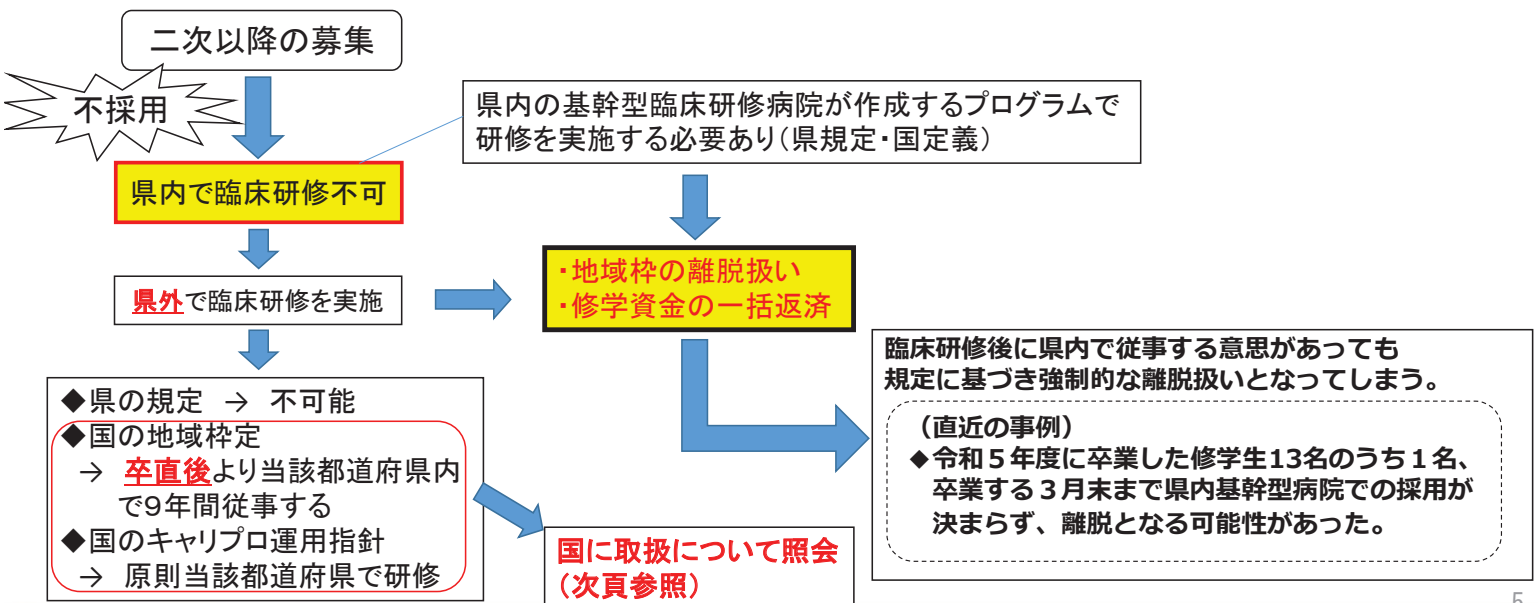 二次以降の募集
不採用
県内の基幹型臨床研修病院が作成するプログラムで
研修を実施する必要あり(県規定・国定義)
県内で臨床研修不可
県外で臨床研修を実施
・地域枠の離脱扱い
・修学資金の一括返済
◆県の規定 → 不可能
◆国の地域枠定
→ 卒直後より当該都道府県内
で9年間従事する
◆国のキャリプロ運用指針
→ 原則当該都道府県で研修
国に取扱について照会
(次頁参照)
臨床研修後に県内で従事する意思があっても
規定に基づき強制的な離脱扱いとなってしまう。
(直近の事例)
◆令和５年度に卒業した修学生13名のうち１名、
卒業する３月末まで県内基幹型病院での採用が
決まらず、離脱となる可能性があった。
5